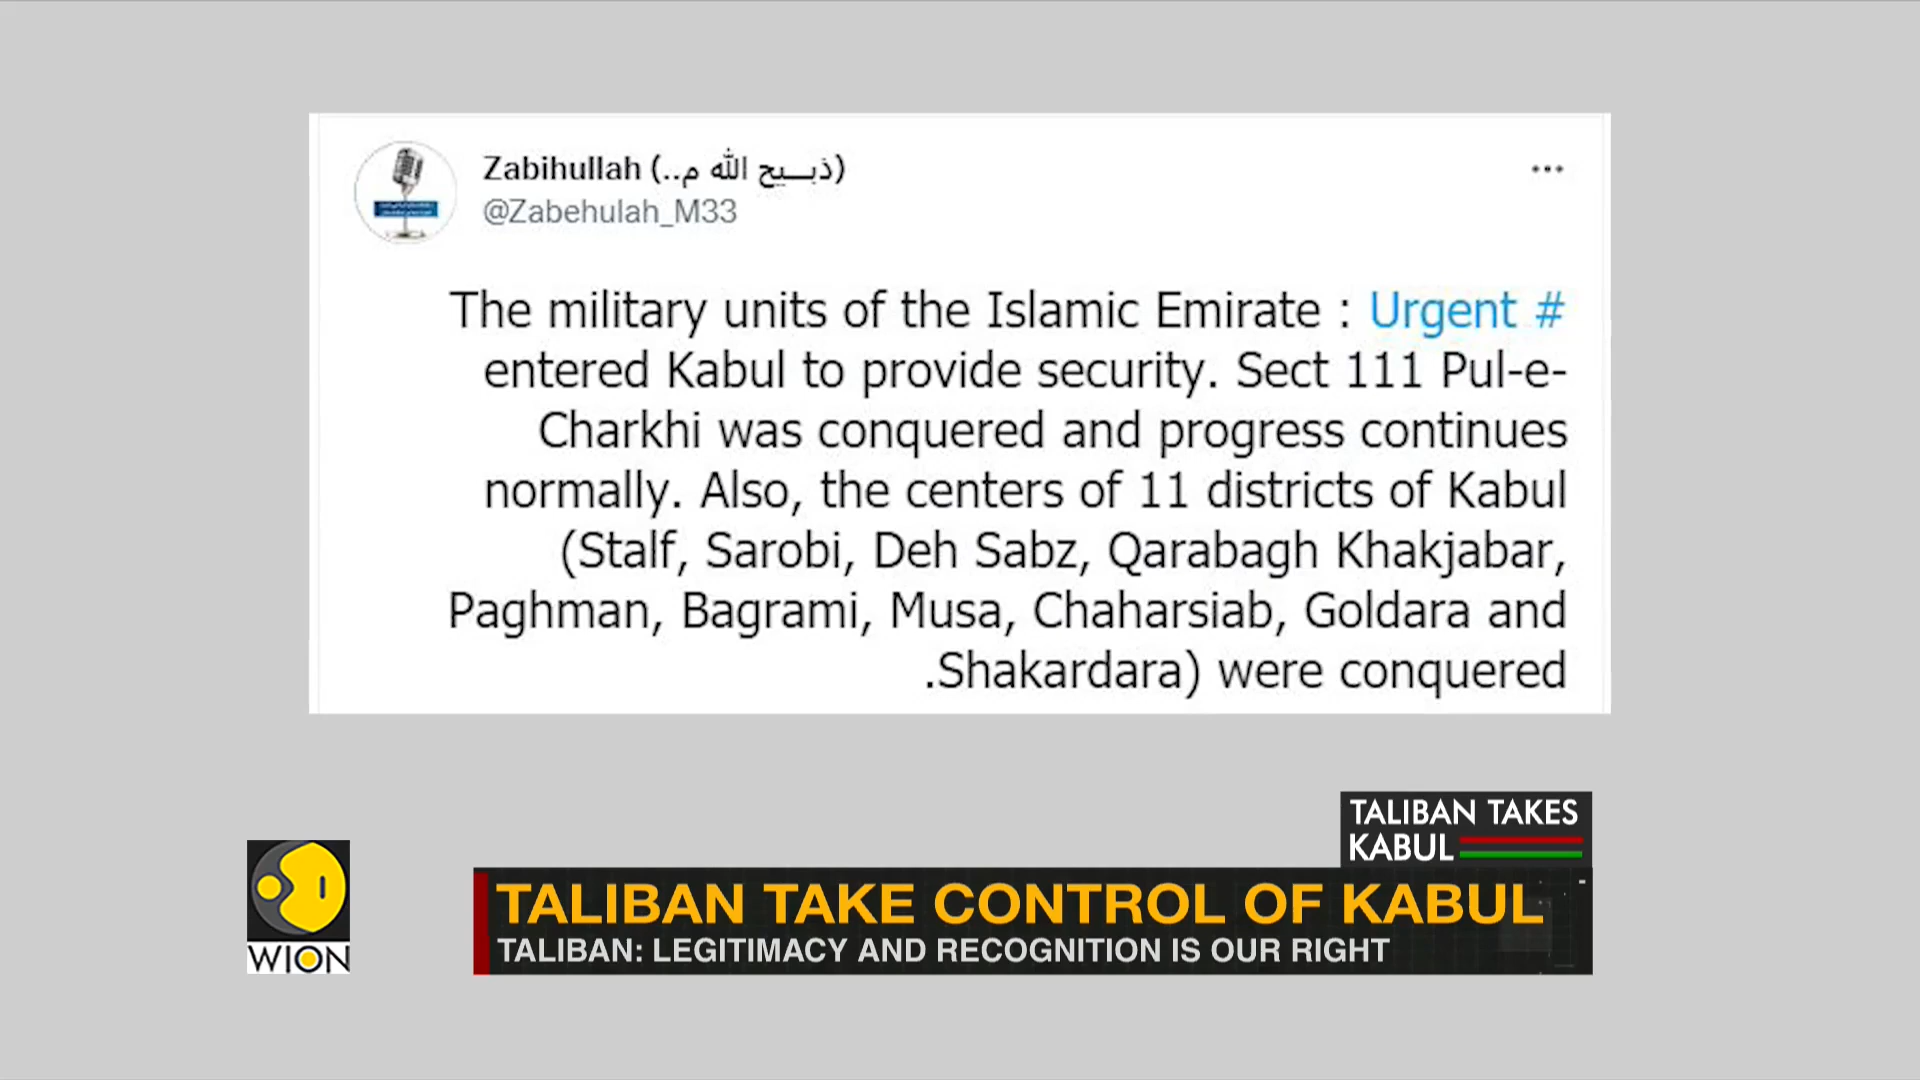 Zabihullah (ذبـــيح الله م..)
@Zabehulah_M33
The military units of the Islamic Emirate : Urgent #
entered Kabul to provide security. Sect 111 Pul-e-
Charkhi was conquered and progress continues
normally. Also, the centers of 11 districts of Kabul
(Stalf, Sarobi, Deh Sabz, Qarabagh Khakjabar,
Paghman, Bagrami, Musa, Chaharsiab, Goldara and
.Shakardara) were conquered
TALIBAN TAKES
KABUL
TALIBAN TAKE CONTROL OF KABUL
TALIBAN: LEGITIMACY AND RECOGNITION IS OUR RIGHT
WION